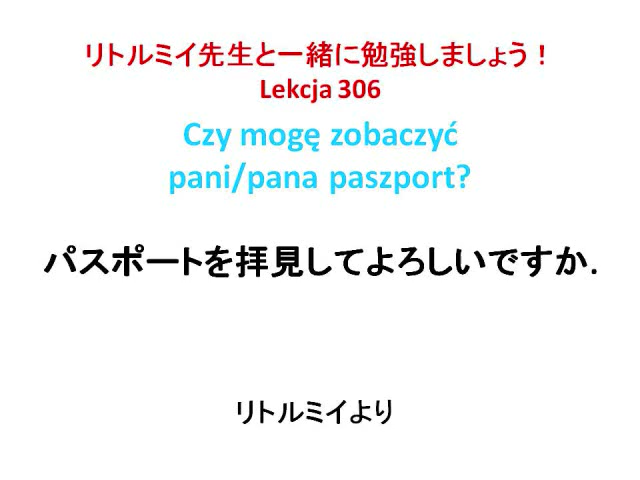 リトルミイ先生と一緒に勉強しましょう！
Lekcja 306
Czy mogę zobaczyć
pani/pana paszport?
パスポートを拝見してよろしいですか.
リトルミイより